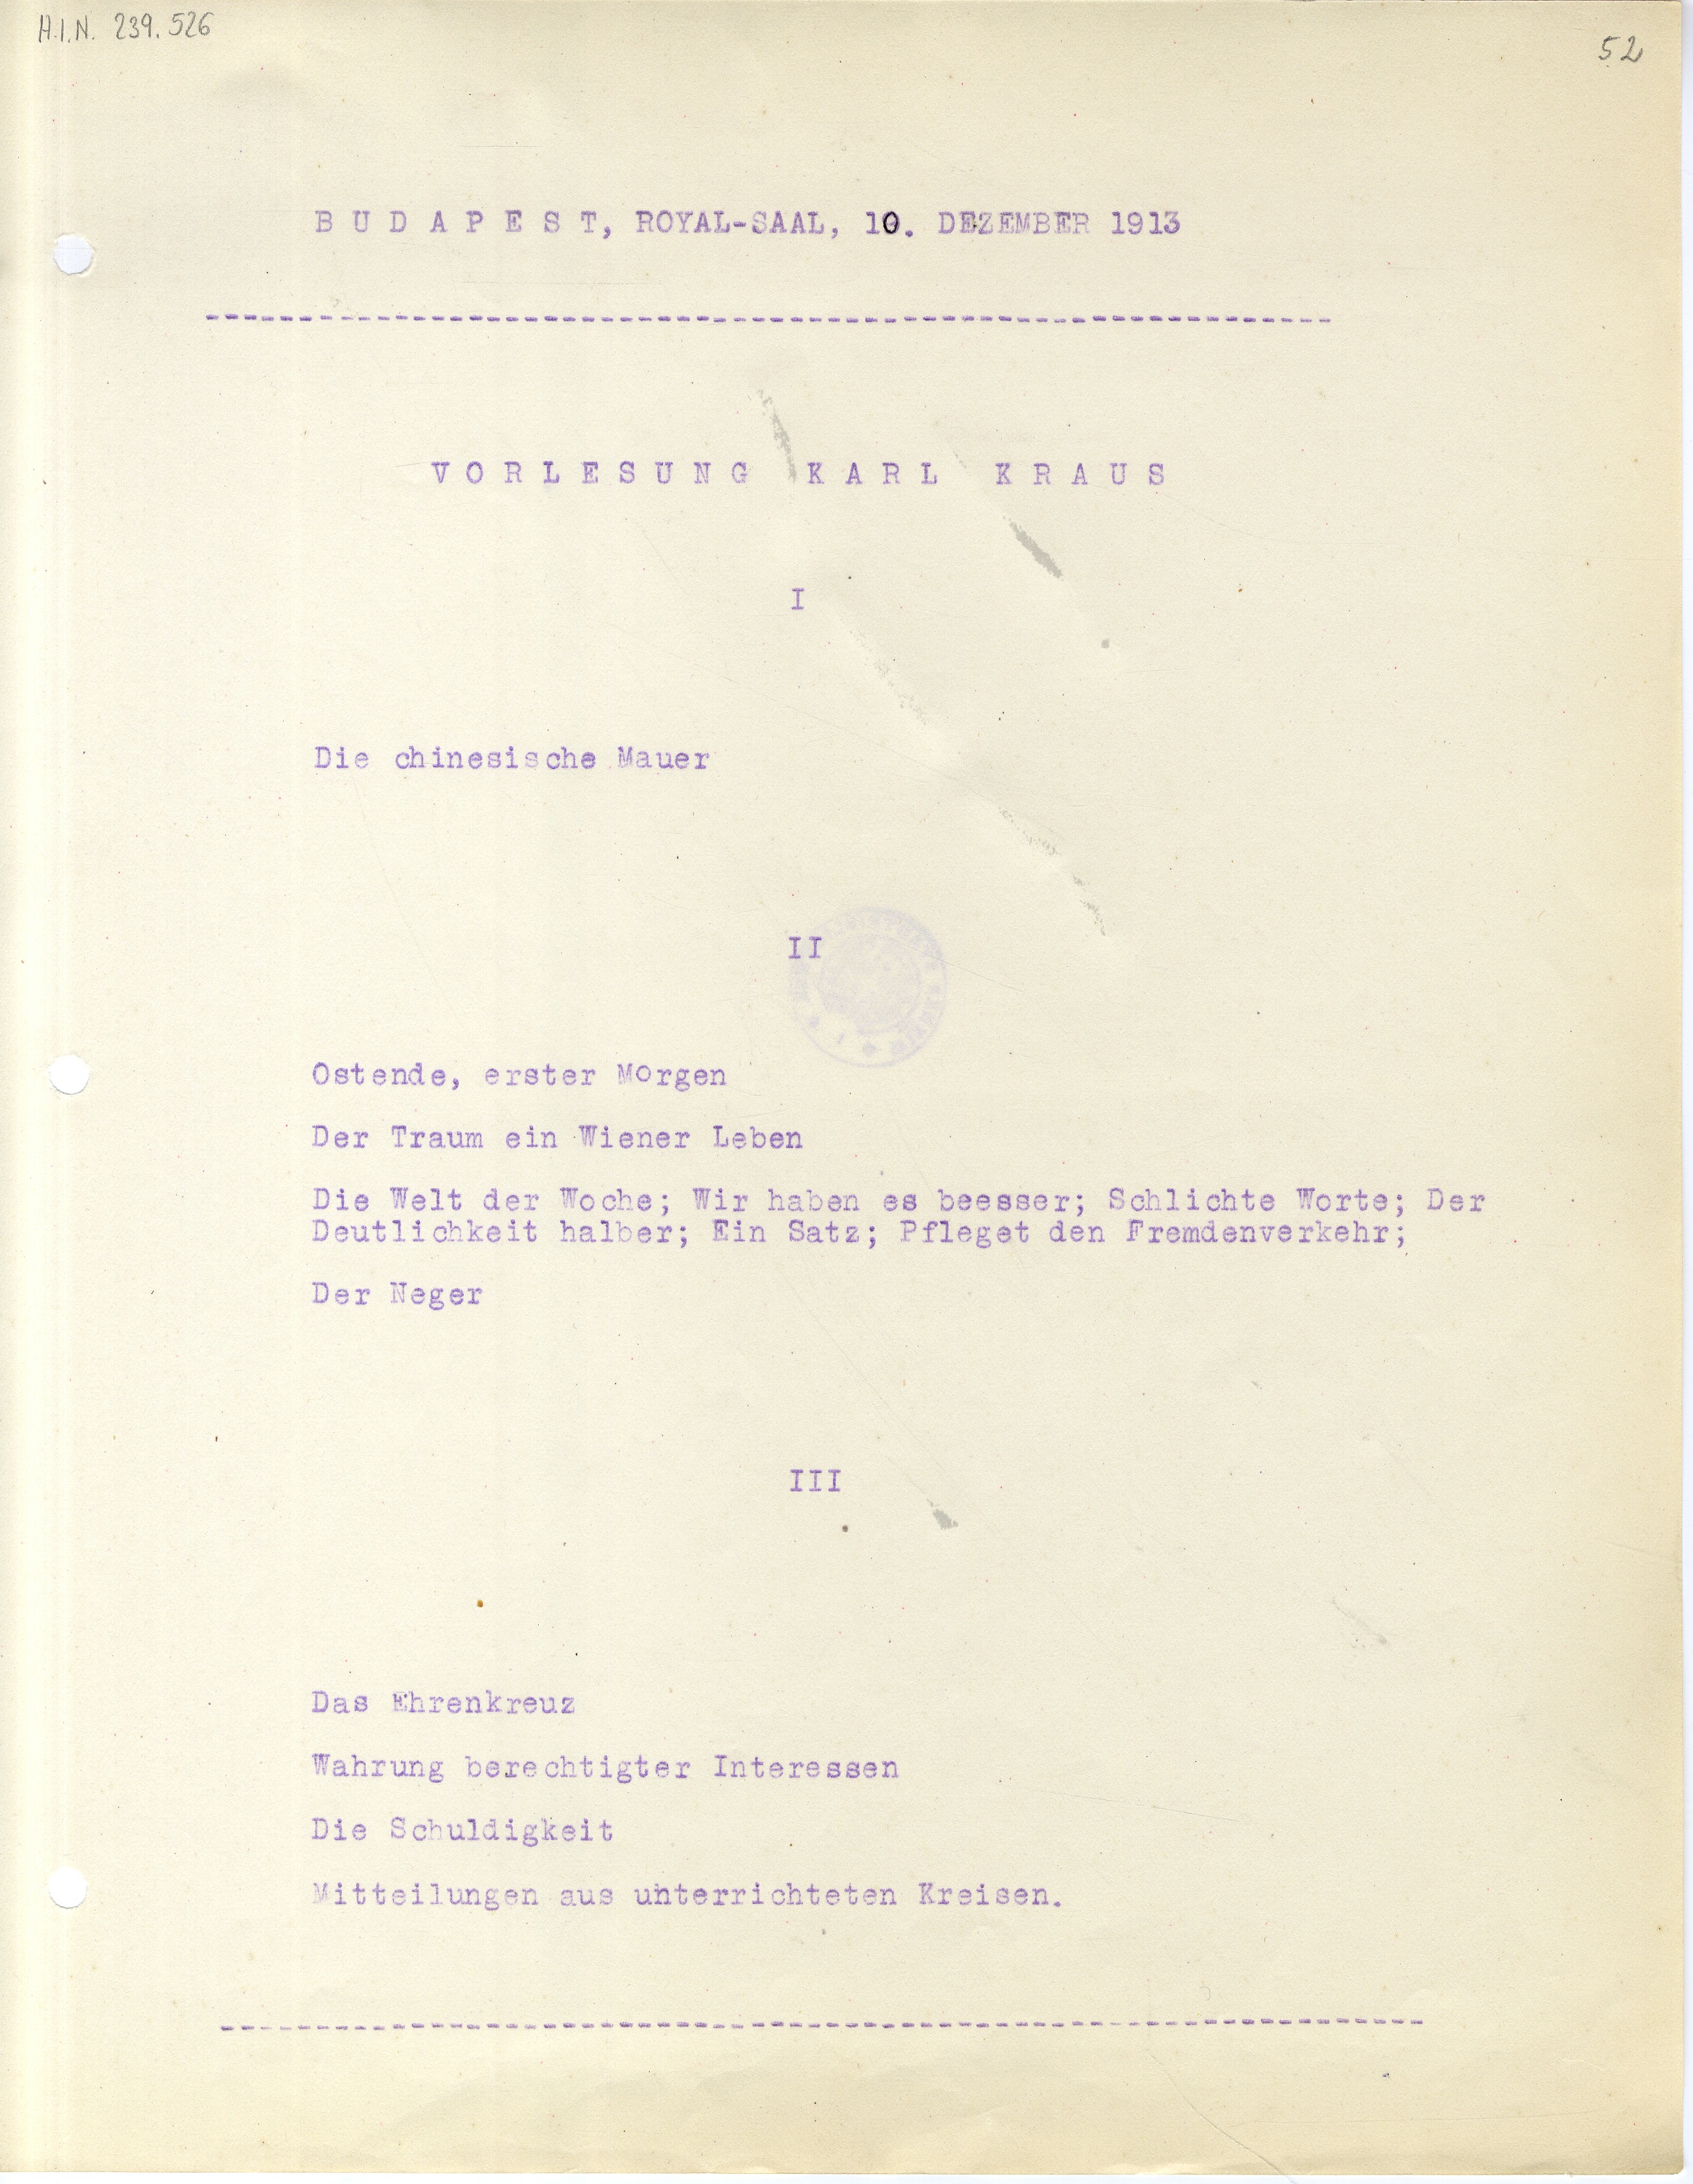 H.I.N. 239.526
52
B U D A P E S T, ROYAL-SAAL, 10. DEZEMBER 1913
V O R L E S U N G   K A R L   K R A U S
I
Die chinesische Mauer
II
Ostende, erster Morgen
Der Traum ein Wiener Leben
Die Welt der Woche; Wir haben es beesser; Schlichte Worte; Der
Deutlichkeit halber; Ein Satz; Pfleget den Fremdenverkehr;
Der Neger
III
Das Ehrenkreuz
Wahrung berechtigter Interessen
Die Schuldigkeit
Mitteilungen aus unterrichteten Kreisen.